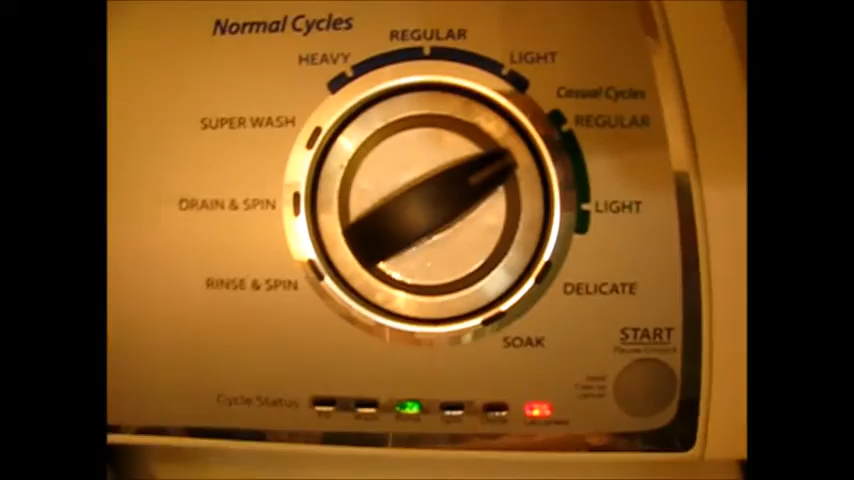 Normal Cycles
REGULAR
HEAVY
LIGHT
Casual Cycles
SUPER WASH
REGULAR
DRAIN & SPIN
LIGHT
RINSE & SPIN
DELICATE
SOAK
START
Cycle Status